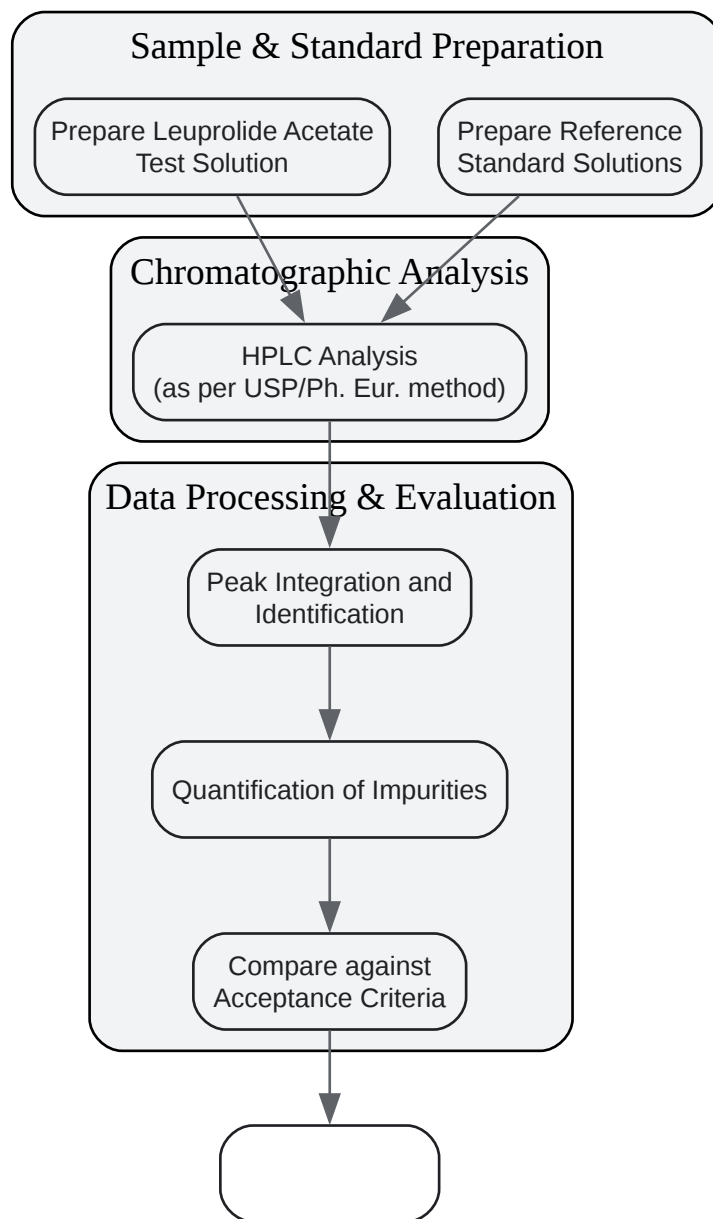 Sample & Standard Preparation
Prepare Leuprolide Acetate
Test Solution
Prepare Reference
Standard Solutions
Chromatographic Analysis
HPLC Analysis
(as per USP/Ph. Eur. method)
Data Processing & Evaluation
Peak Integration and
Identification
Quantification of Impurities
Compare against
Acceptance Criteria